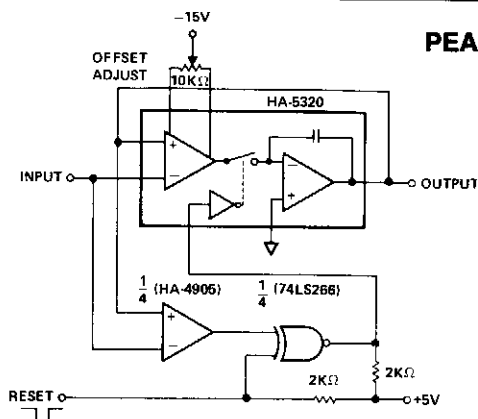 −15V
PEA
OFFSET
ADJUST
10KΩ
HA-5320
+
−
−
+
INPUT
OUTPUT
1/4 (HA-4905)
1/4 (74LS266)
+
−
2KΩ
2KΩ
+5V
RESET